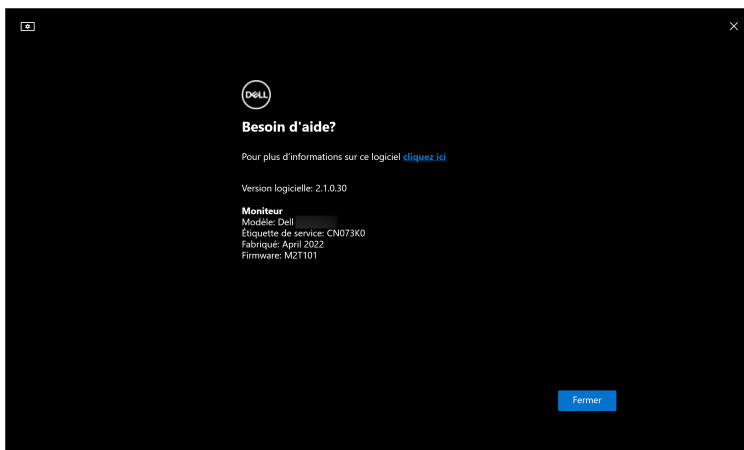 DELL
Besoin d'aide?
Pour plus d'informations sur ce logiciel cliquez ici
Version logicielle: 2.1.0.30
Moniteur
Modèle: Dell
Étiquette de service: CN073K0
Fabriqué: April 2022
Firmware: M2T101
Fermer